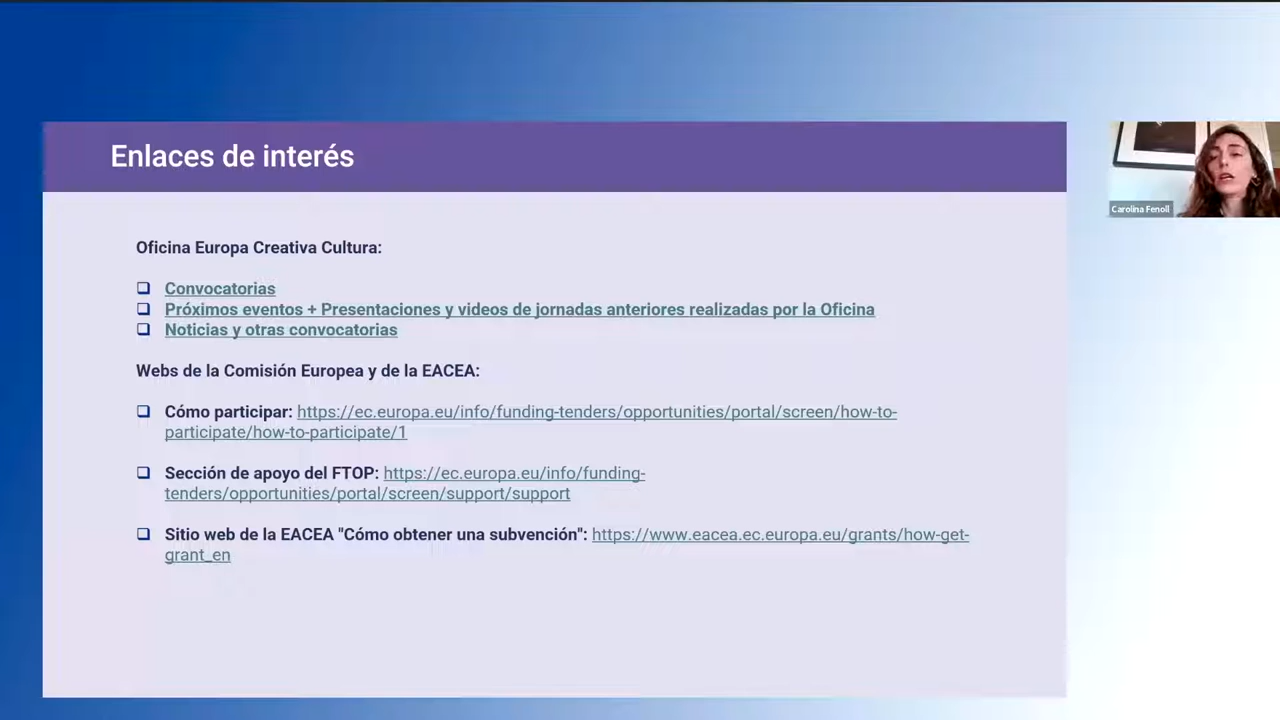 Enlaces de interés
Oficina Europa Creativa Cultura:
❑ Convocatorias
❑ Próximos eventos + Presentaciones y videos de jornadas anteriores realizadas por la Oficina
❑ Noticias y otras convocatorias
Webs de la Comisión Europea y de la EACEA:
❑ Cómo participar: https://ec.europa.eu/info/funding-tenders/opportunities/portal/screen/how-to-
participate/how-to-participate/1
❑ Sección de apoyo del FTOP: https://ec.europa.eu/info/funding-
tenders/opportunities/portal/screen/support/support
❑ Sitio web de la EACEA "Cómo obtener una subvención": https://www.eacea.ec.europa.eu/grants/how-get-
grant_en
Carolina Fenoll